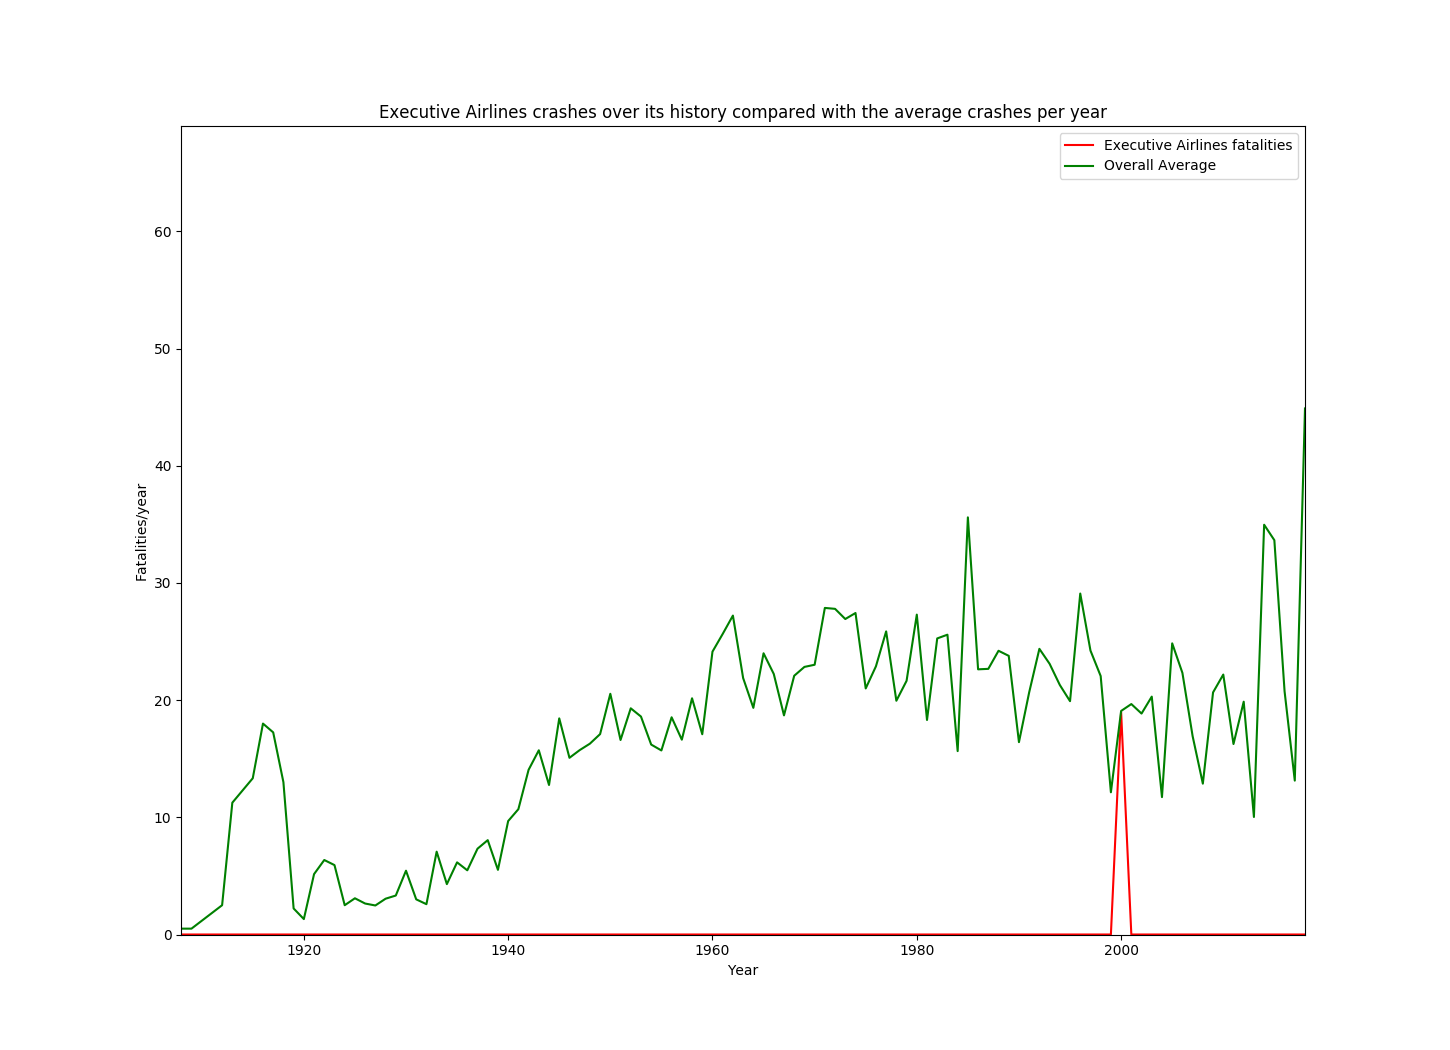 Executive Airlines crashes over its history compared with the average crashes per year
Executive Airlines fatalities
Overall Average
60
50
40
30
20
10
0
Fatalities/year
1920
1940
1960
1980
2000
Year